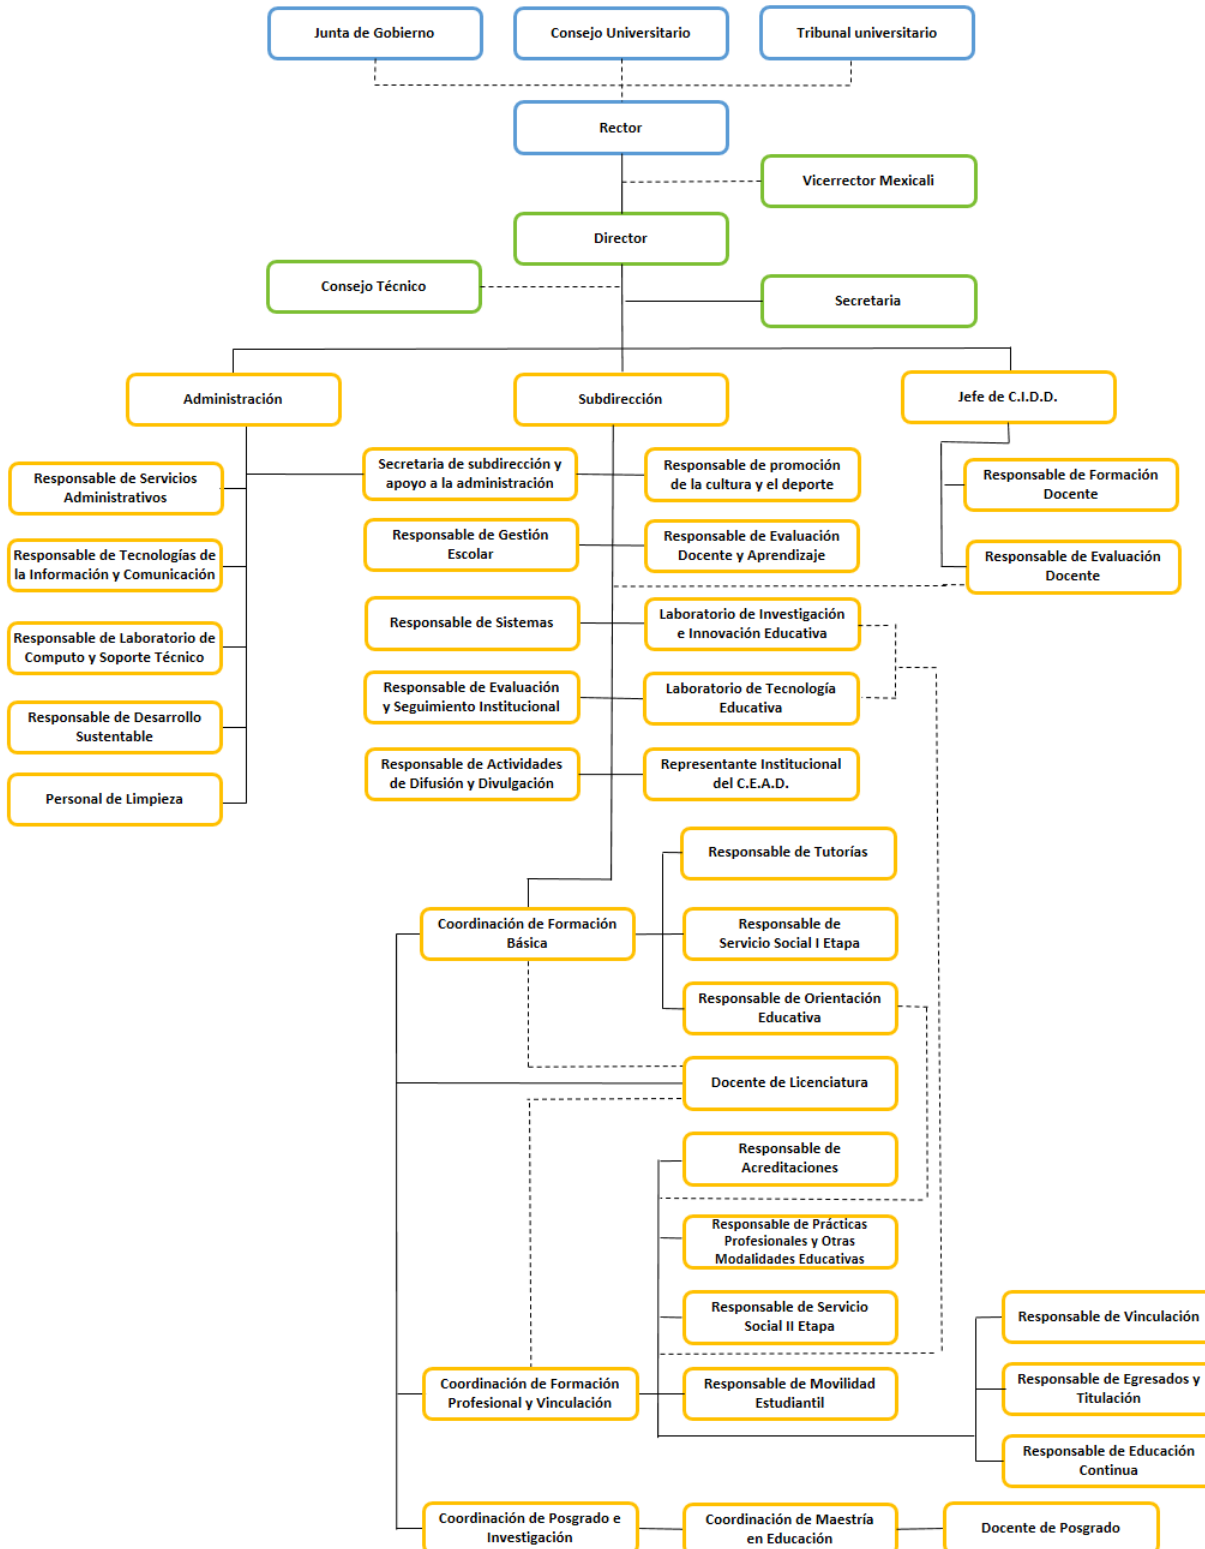 Junta de Gobierno
Consejo Universitario
Tribunal universitario
Rector
Vicerrector Mexicali
Director
Consejo Técnico
Secretaria
Administración
Subdirección
Jefe de C.I.D.D.
Responsable de Servicios
Administrativos
Secretaria de subdirección y
apoyo a la administración
Responsable de promoción
de la cultura y el deporte
Responsable de Formación
Docente
Responsable de Tecnologías de
la Información y Comunicación
Responsable de Gestión
Escolar
Responsable de Evaluación
Docente y Aprendizaje
Responsable de Evaluación
Docente
Responsable de Laboratorio de
Computo y Soporte Técnico
Responsable de Sistemas
Laboratorio de Investigación
e Innovación Educativa
Responsable de Desarrollo
Sustentable
Responsable de Evaluación
y Seguimiento Institucional
Laboratorio de Tecnología
Educativa
Personal de Limpieza
Responsable de Actividades
de Difusión y Divulgación
Representante Institucional
del C.E.A.D.
Responsable de Tutorías
Coordinación de Formación
Básica
Responsable de
Servicio Social I Etapa
Responsable de Orientación
Educativa
Docente de Licenciatura
Responsable de
Acreditaciones
Responsable de Prácticas
Profesionales y Otras
Modalidades Educativas
Responsable de Servicio
Social II Etapa
Responsable de Vinculación
Coordinación de Formación
Profesional y Vinculación
Responsable de Movilidad
Estudiantil
Responsable de Egresados y
Titulación
Responsable de Educación
Continua
Coordinación de Posgrado e
Investigación
Coordinación de Maestría
en Educación
Docente de Posgrado